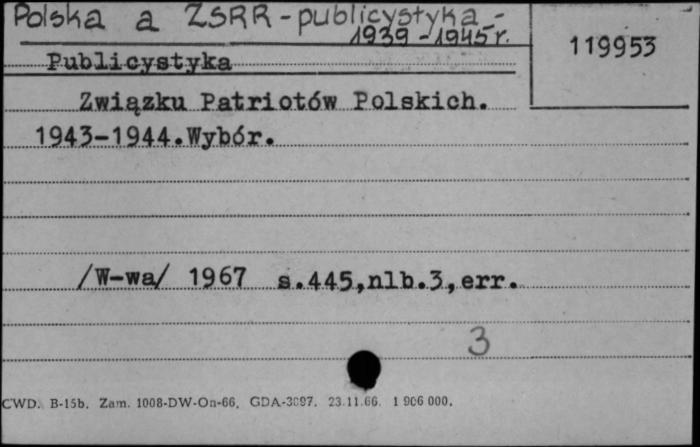 Polska a ZSRR - publicystyka -
1939 - 1945 r.
119953
Publicystyka
Związku Patriotów Polskich.
1943-1944.Wybór.
/W-wa/ 1967 s.445,nlb.3,err.
3
CWD. B-15b. Zam. 1008-DW-On-66. GDA-3097. 23.11.66. 1 906 000.